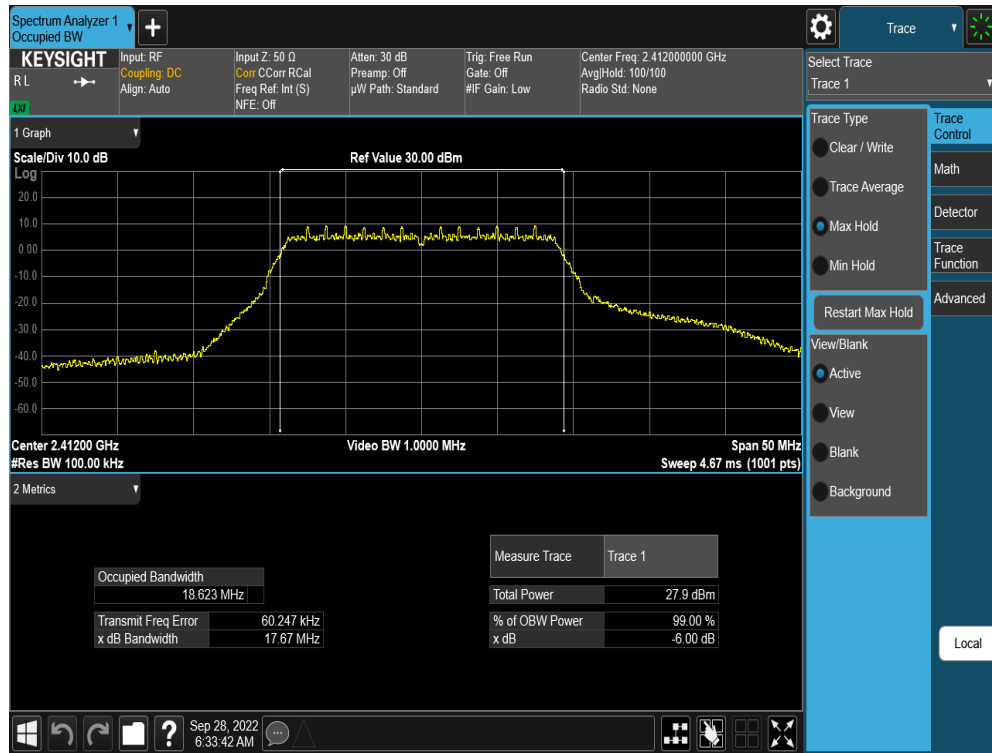 Spectrum Analyzer 1
Occupied BW
+
Trace
KEYSIGHT
R L
LXI
Input: RF
Coupling: DC
Align: Auto
Input Z: 50 Ω
Corr CCorr RCal
Freq Ref: Int (S)
NFE: Off
Atten: 30 dB
Preamp: Off
µW Path: Standard
Trig: Free Run
Gate: Off
#IF Gain: Low
Center Freq: 2.412000000 GHz
Avg|Hold: 100/100
Radio Std: None
Select Trace
Trace 1
1 Graph
Scale/Div 10.0 dB
Ref Value 30.00 dBm
Log
20.0
10.0
0.00
-10.0
-20.0
-30.0
-40.0
-50.0
-60.0
Center 2.41200 GHz
#Res BW 100.00 kHz
Video BW 1.0000 MHz
Span 50 MHz
Sweep 4.67 ms (1001 pts)
Trace Type
Clear / Write
Trace Average
Max Hold
Min Hold
Restart Max Hold
View/Blank
Active
View
Blank
Background
Trace
Control
Math
Detector
Trace
Function
Advanced
2 Metrics
Occupied Bandwidth
18.623 MHz
Transmit Freq Error 60.247 kHz
x dB Bandwidth 17.67 MHz
Measure Trace Trace 1
Total Power 27.9 dBm
% of OBW Power 99.00 %
x dB -6.00 dB
Local
?
Sep 28, 2022
6:33:42 AM